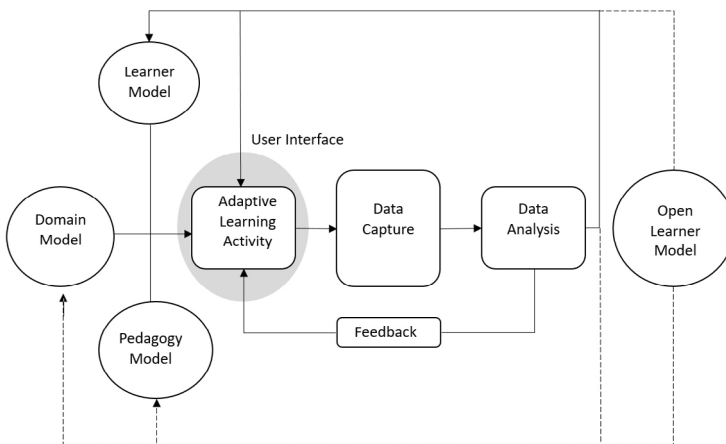 Learner
Model
User Interface
Domain
Model
Adaptive
Learning
Activity
Data
Capture
Data
Analysis
Open
Learner
Model
Pedagogy
Model
Feedback